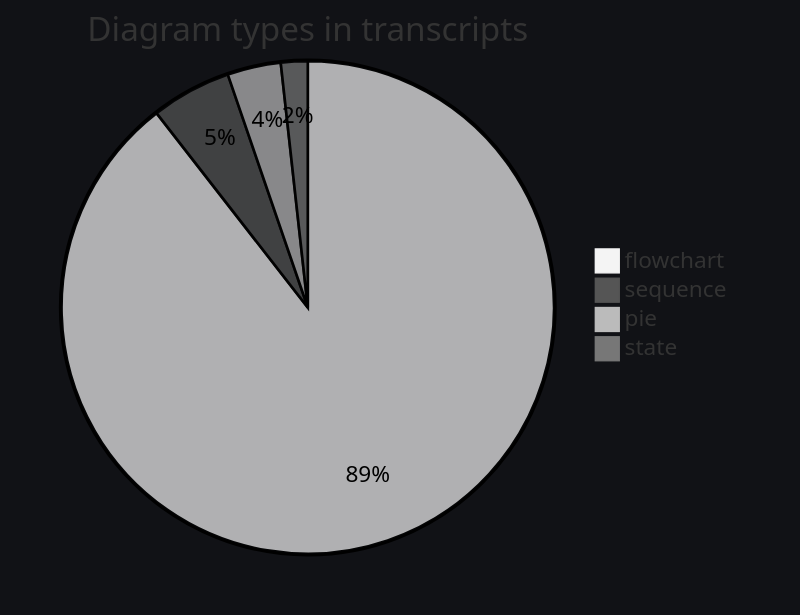 Diagram types in transcripts
5%
4%
2%
89%
flowchart
sequence
pie
state